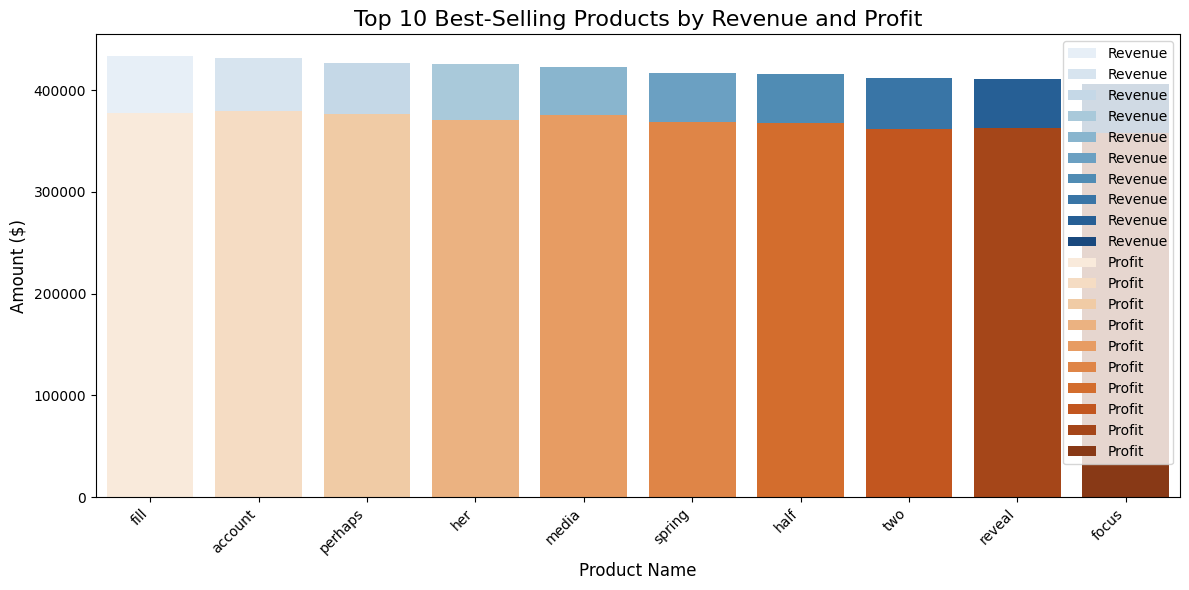 Top 10 Best-Selling Products by Revenue and Profit
Amount ($)
400000
300000
200000
100000
0
Revenue
Revenue
Revenue
Revenue
Revenue
Revenue
Revenue
Revenue
Revenue
Revenue
Profit
Profit
Profit
Profit
Profit
Profit
Profit
Profit
Profit
Profit
fill
account
perhaps
her
media
spring
half
two
reveal
focus
Product Name